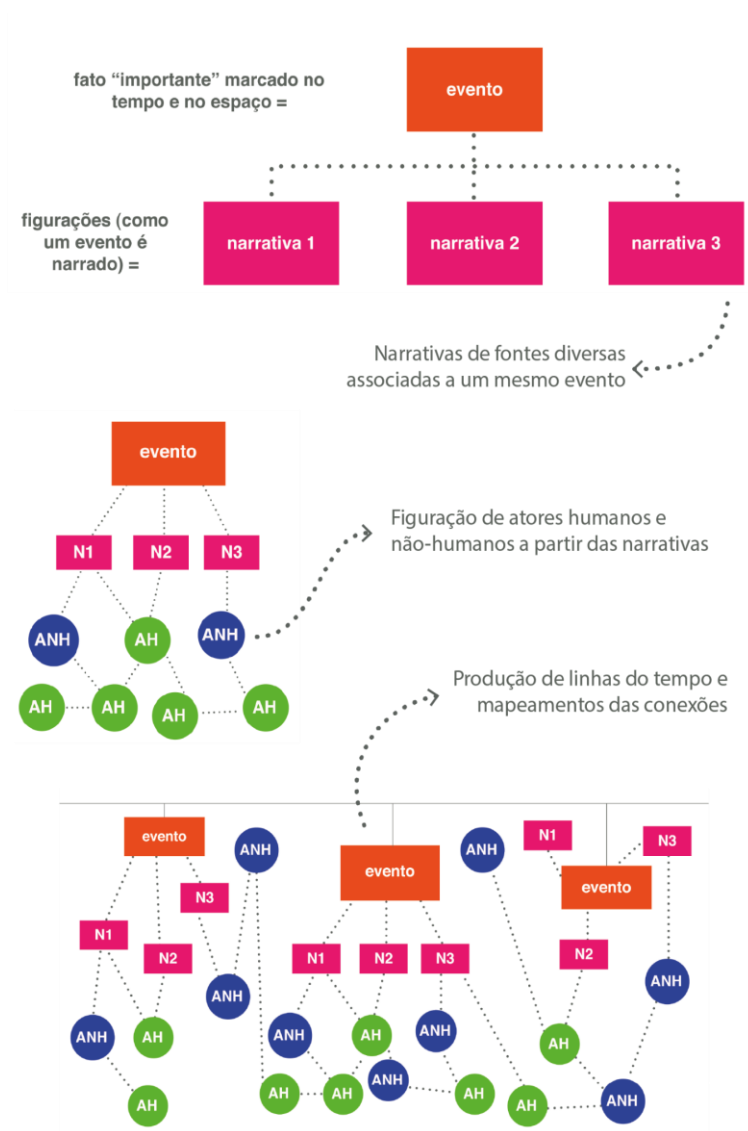 fato “importante” marcado no
tempo e no espaço =
evento
figurações (como
um evento é
narrado) =
narrativa 1
narrativa 2
narrativa 3
Narrativas de fontes diversas
associadas a um mesmo evento
evento
N1
N2
N3
Figuração de atores humanos e
não-humanos a partir das narrativas
ANH
AH
ANH
AH
AH
AH
AH
Produção de linhas do tempo e
mapeamentos das conexões
evento
ANH
evento
ANH
N1
N3
evento
N3
N1
N2
N1
N2
N3
N2
ANH
ANH
ANH
AH
ANH
AH
ANH
AH
ANH
AH
AH
AH
AH
AH
ANH